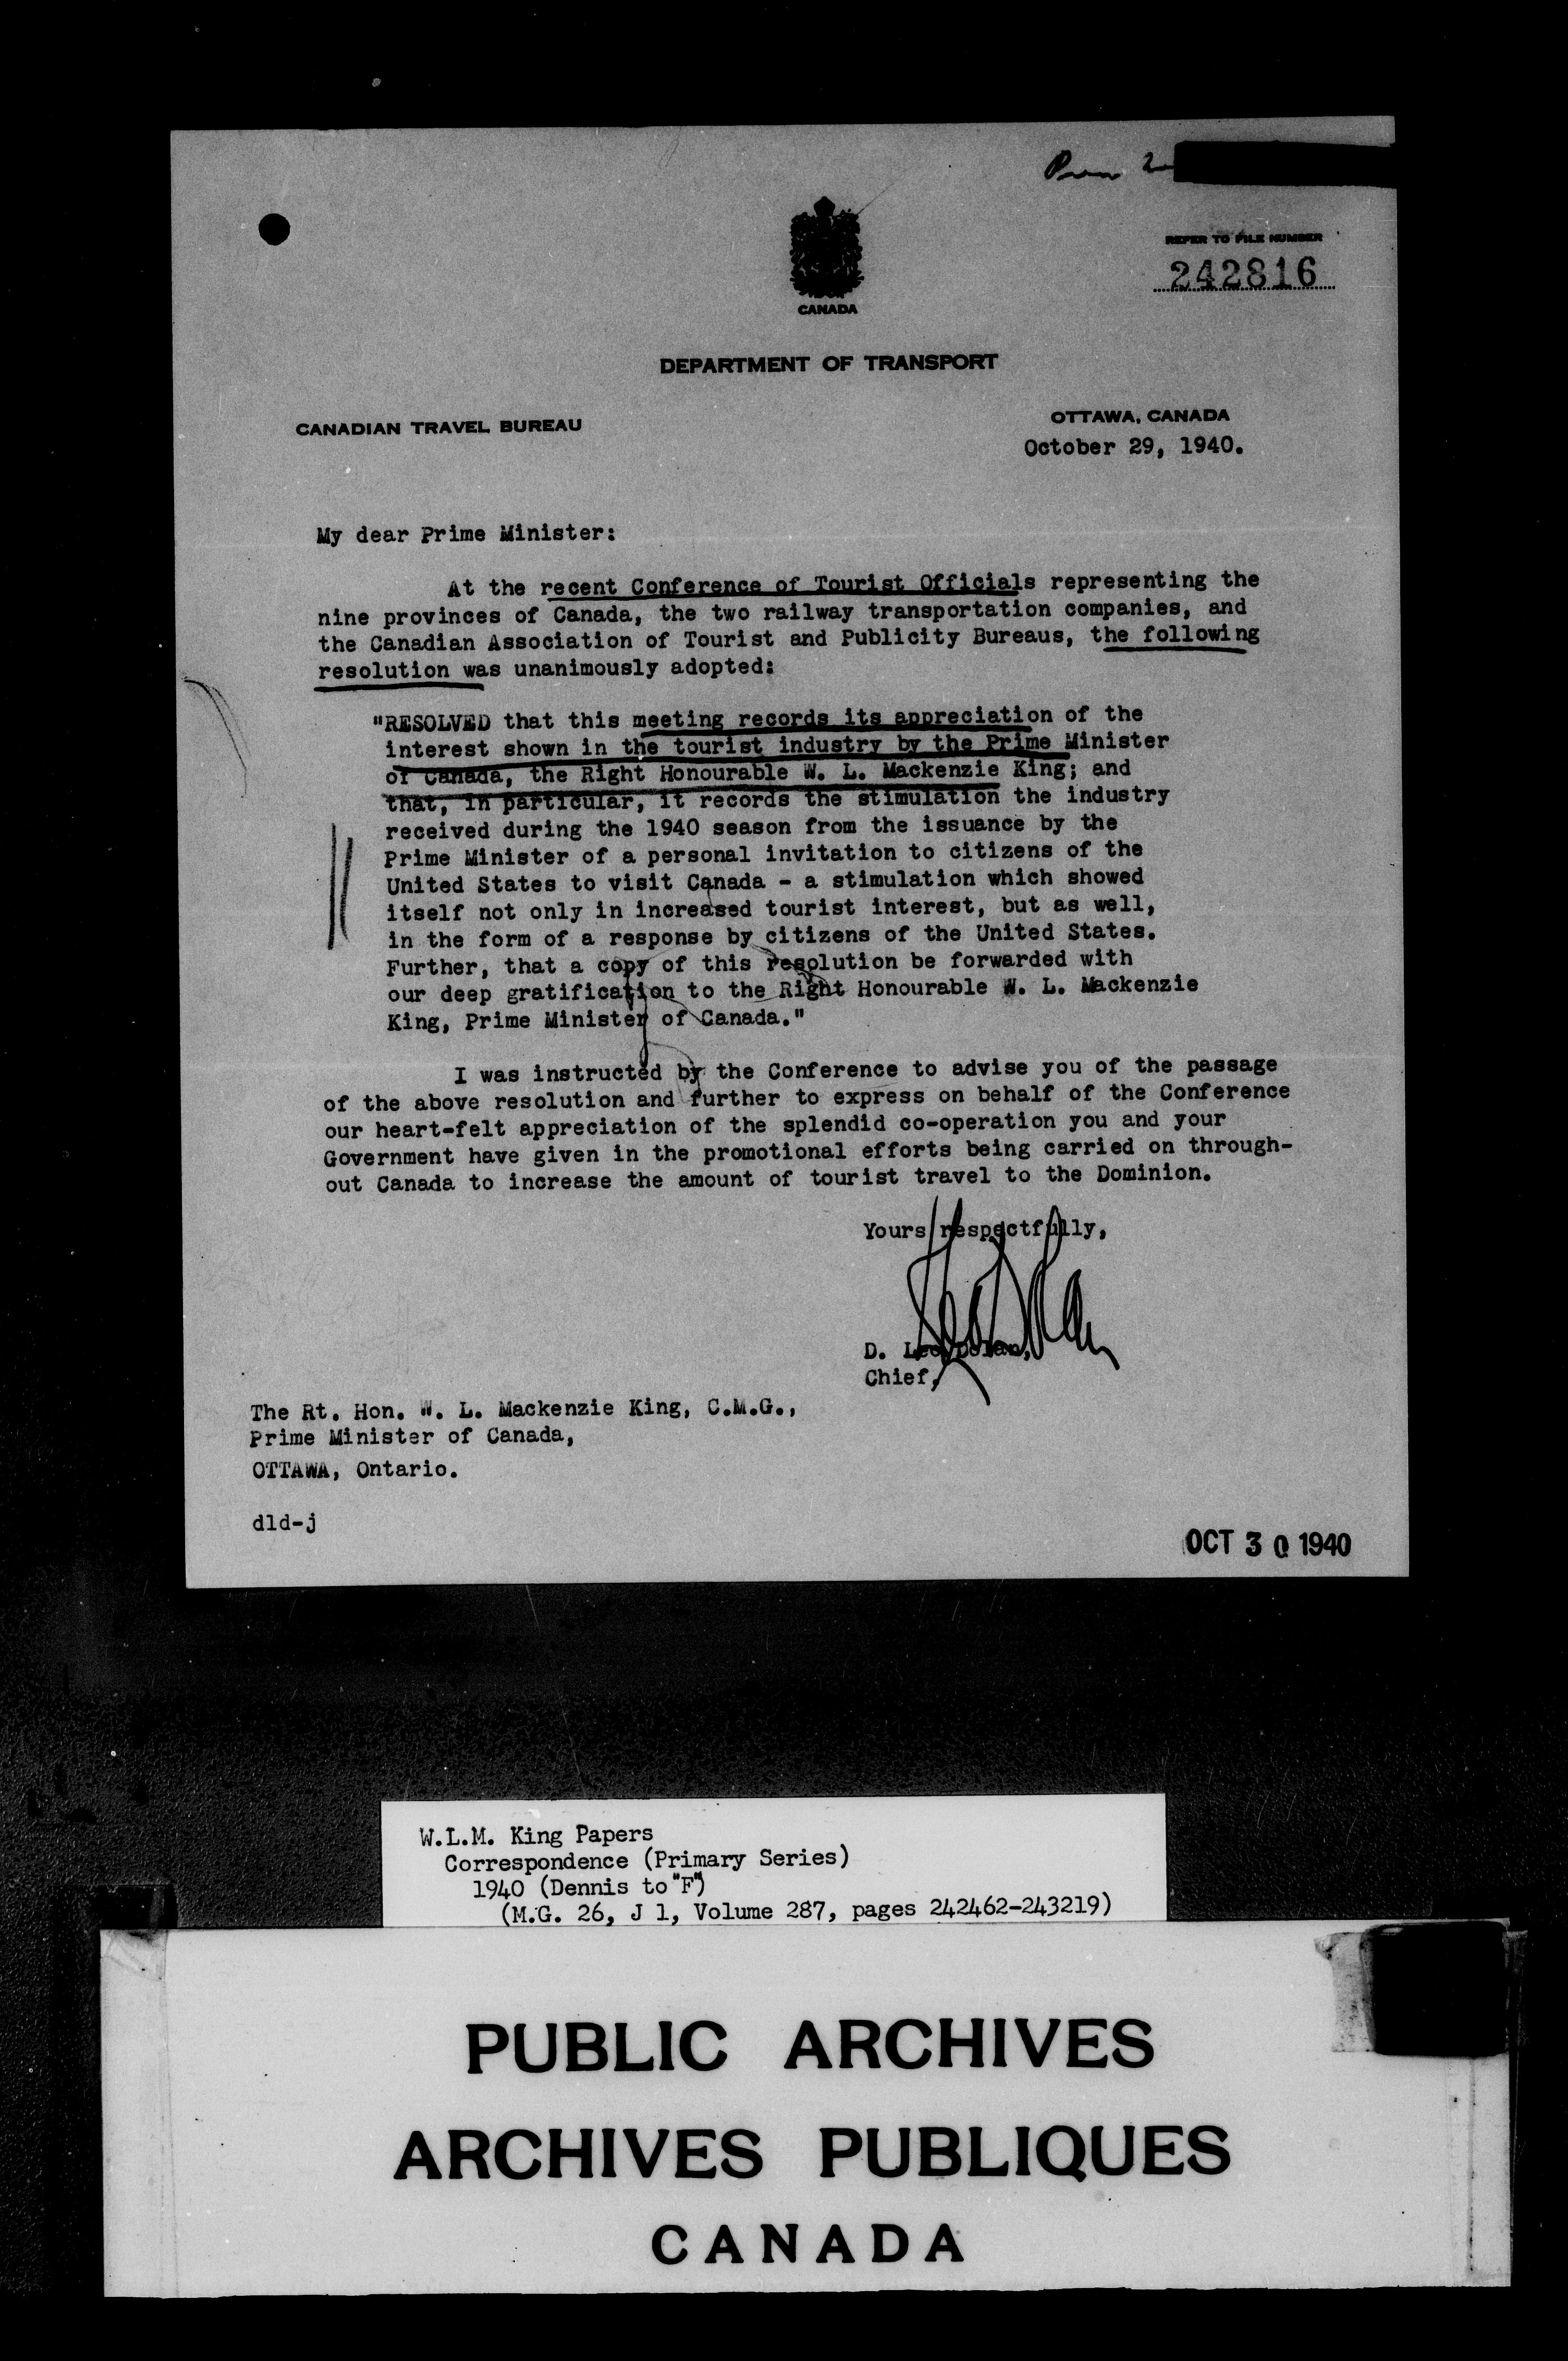 REFER TO FILE NUMBER
242816
CANADA
DEPARTMENT OF TRANSPORT
CANADIAN TRAVEL BUREAU
OTTAWA, CANADA
October 29, 1940.
My dear Prime Minister:
At the recent Conference of Tourist Officials representing the
nine provinces of Canada, the two railway transportation companies, and
the Canadian Association of Tourist and Publicity Bureaus, the following
resolution was unanimously adopted:
"RESOLVED that this meeting records its appreciation of the
interest shown in the tourist industry by the Prime Minister
of Canada, the Right Honourable W. L. Mackenzie King; and
that, in particular, it records the stimulation the industry
received during the 1940 season from the issuance by the
Prime Minister of a personal invitation to citizens of the
United States to visit Canada - a stimulation which showed
itself not only in increased tourist interest, but as well,
in the form of a response by citizens of the United States.
Further, that a copy of this resolution be forwarded with
our deep gratification to the Right Honourable W. L. Mackenzie
King, Prime Minister of Canada."
I was instructed by the Conference to advise you of the passage
of the above resolution and further to express on behalf of the Conference
our heart-felt appreciation of the splendid co-operation you and your
Government have given in the promotional efforts being carried on through-
out Canada to increase the amount of tourist travel to the Dominion.
Yours respectfully,
D. Leo Dolan,
Chief,
The Rt. Hon. W. L. Mackenzie King, C.M.G.,
Prime Minister of Canada,
OTTAWA, Ontario.
dld-j
OCT 30 1940
W.L.M. King Papers
Correspondence (Primary Series)
1940 (Dennis to "F")
(M.G. 26, J 1, Volume 287, pages 242462-243219)
PUBLIC ARCHIVES
ARCHIVES PUBLIQUES
CANADA